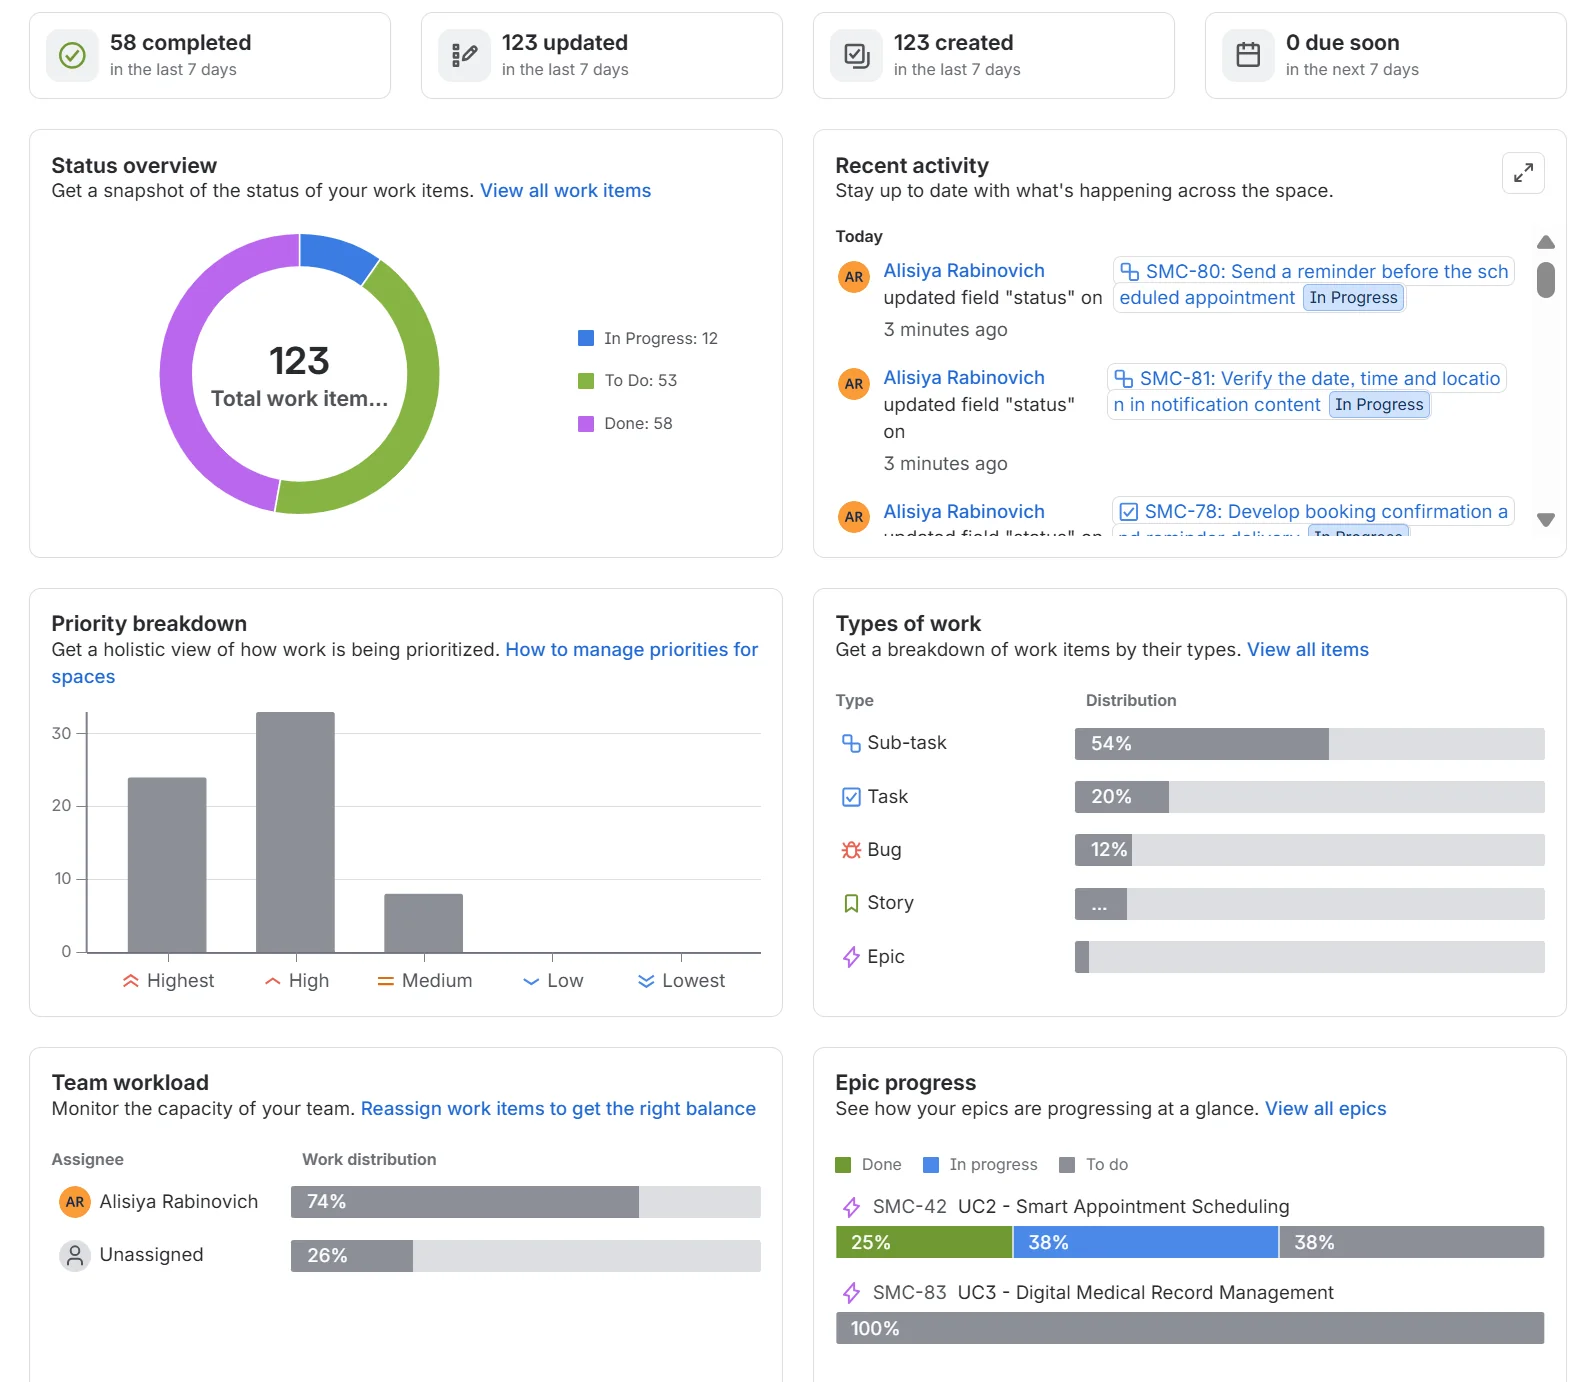 58 completed
in the last 7 days
123 updated
in the last 7 days
123 created
in the last 7 days
0 due soon
in the next 7 days
Status overview
Get a snapshot of the status of your work items. View all work items
123
Total work item...
In Progress: 12
To Do: 53
Done: 58
Recent activity
Stay up to date with what's happening across the space.
Today
AR
Alisiya Rabinovich
updated field "status" on
SMC-80: Send a reminder before the sch
eduled appointment In Progress
3 minutes ago
AR
Alisiya Rabinovich
updated field "status"
on
SMC-81: Verify the date, time and locatio
n in notification content In Progress
3 minutes ago
AR
Alisiya Rabinovich
updated field "status" on
SMC-78: Develop booking confirmation a
nd reminder delivery In Progress
Priority breakdown
Get a holistic view of how work is being prioritized. How to manage priorities for
spaces
30
20
10
0
Highest
High
Medium
Low
Lowest
Types of work
Get a breakdown of work items by their types. View all items
Type
Distribution
Sub-task
54%
Task
20%
Bug
12%
Story
...
Epic
Team workload
Monitor the capacity of your team. Reassign work items to get the right balance
Assignee
Work distribution
AR
Alisiya Rabinovich
74%
Unassigned
26%
Epic progress
See how your epics are progressing at a glance. View all epics
Done
In progress
To do
SMC-42 UC2 - Smart Appointment Scheduling
25%
38%
38%
SMC-83 UC3 - Digital Medical Record Management
100%